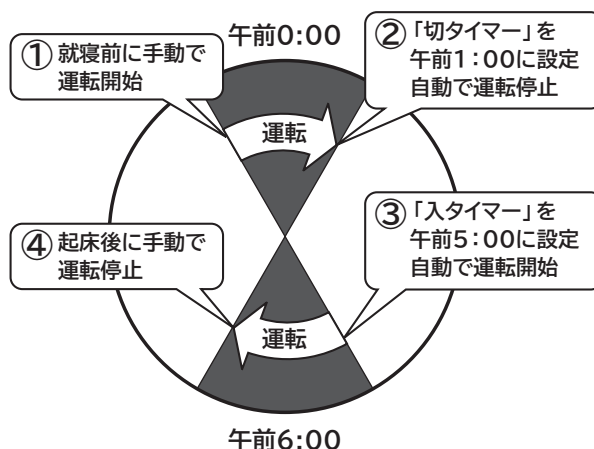 午前0:00
①就寝前に手動で
運転開始
②「切タイマー」を
午前1:00に設定
自動で運転停止
運転
③「入タイマー」を
午前5:00に設定
自動で運転開始
④起床後に手動で
運転停止
運転
午前6:00